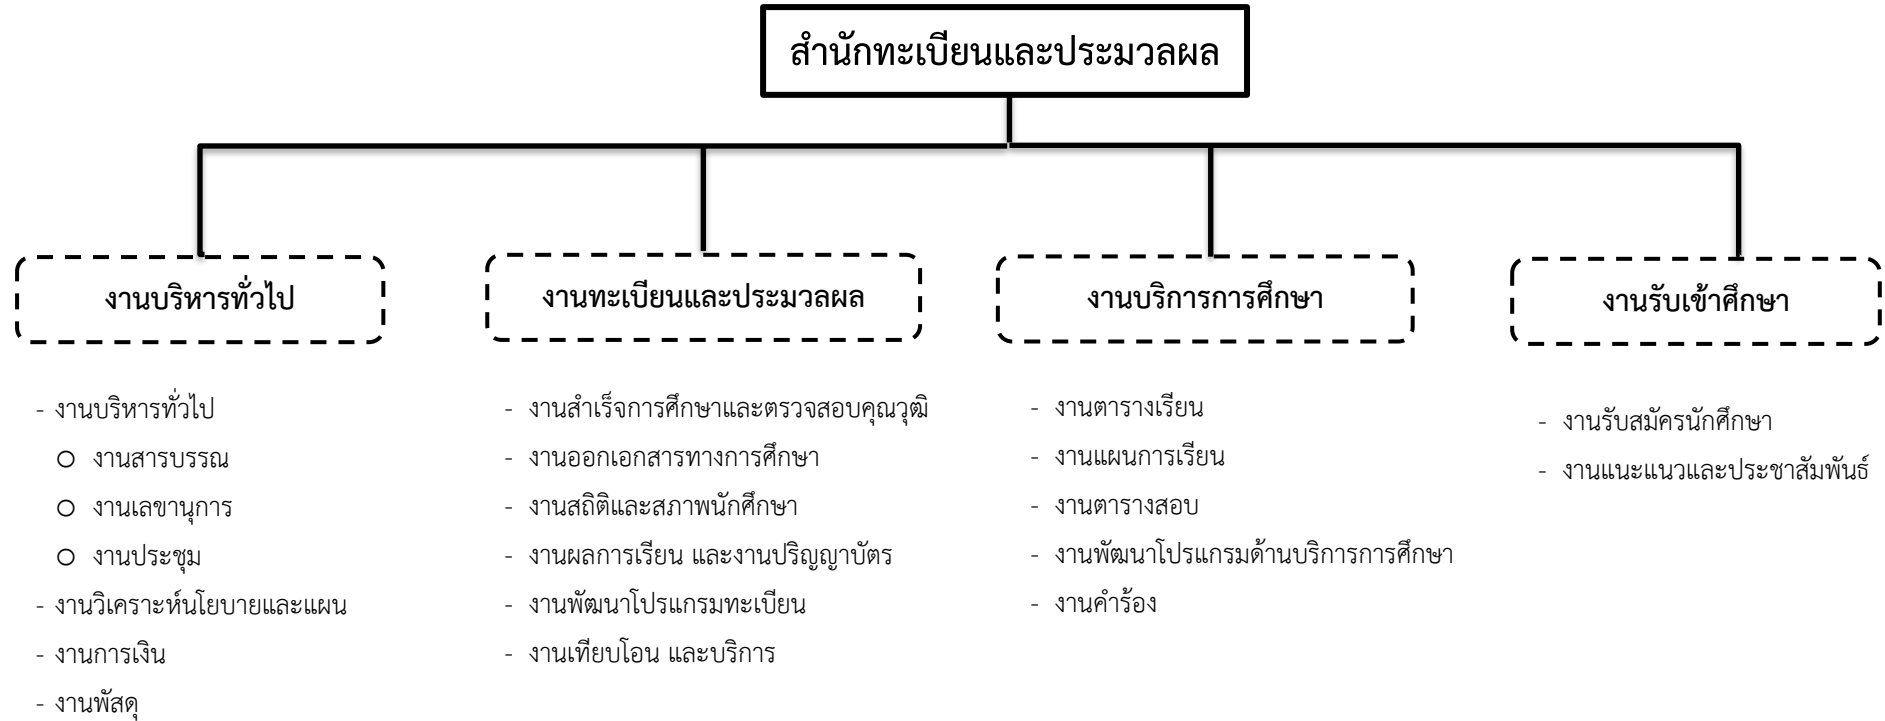 สำนักทะเบียนและประมวลผล
งานบริหารทั่วไป
- งานบริหารทั่วไป
o งานสารบรรณ
o งานเลขานุการ
o งานประชุม
- งานวิเคราะห์นโยบายและแผน
- งานการเงิน
- งานพัสดุ
งานทะเบียนและประมวลผล
- งานสำเร็จการศึกษาและตรวจสอบคุณวุฒิ
- งานออกเอกสารทางการศึกษา
- งานสถิติและสภาพนักศึกษา
- งานผลการเรียน และงานปริญญาบัตร
- งานพัฒนาโปรแกรมทะเบียน
- งานเทียบโอน และบริการ
งานบริการการศึกษา
- งานตารางเรียน
- งานแผนการเรียน
- งานตารางสอบ
- งานพัฒนาโปรแกรมด้านบริการการศึกษา
- งานคำร้อง
งานรับเข้าศึกษา
- งานรับสมัครนักศึกษา
- งานแนะแนวและประชาสัมพันธ์